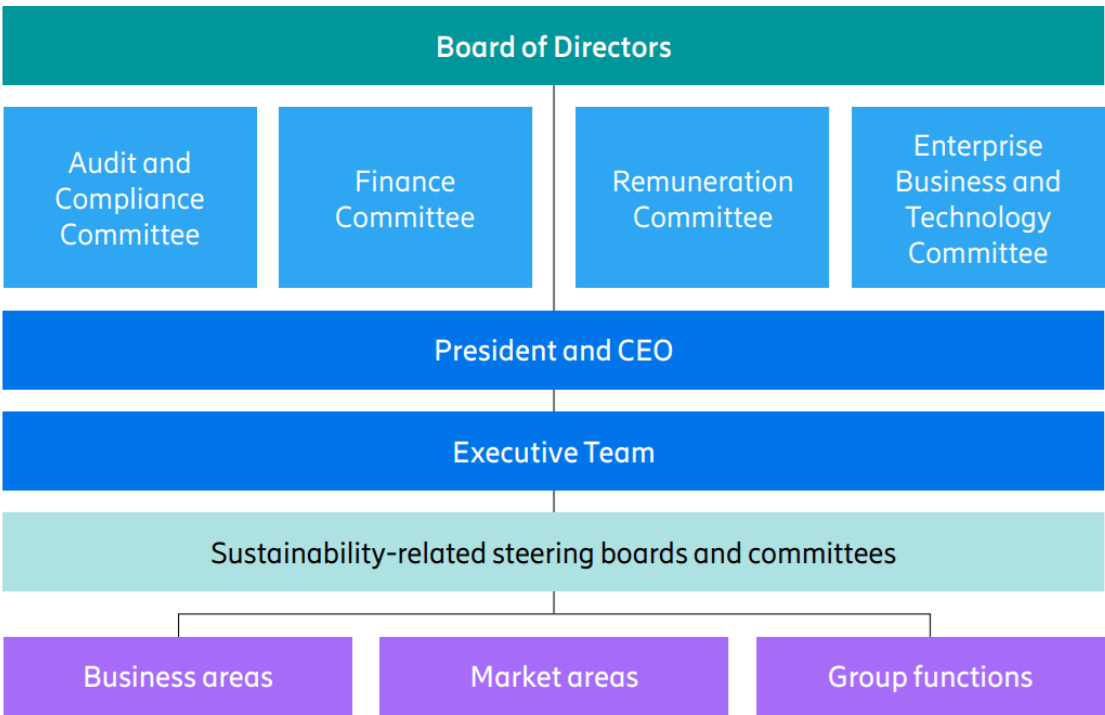 Board of Directors
Audit and
Compliance
Committee
Finance
Committee
Remuneration
Committee
Enterprise
Business and
Technology
Committee
President and CEO
Executive Team
Sustainability-related steering boards and committees
Business areas
Market areas
Group functions